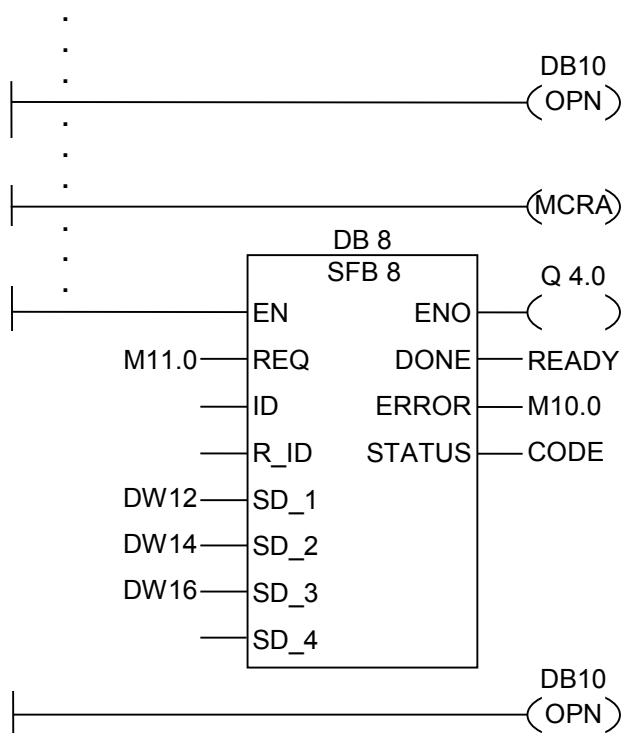 DB10
OPN
MCRA
DB 8
SFB 8
Q 4.0
EN ENO
M11.0 REQ DONE READY
ID ERROR M10.0
R_ID STATUS CODE
DW12 SD_1
DW14 SD_2
DW16 SD_3
SD_4
DB10
OPN